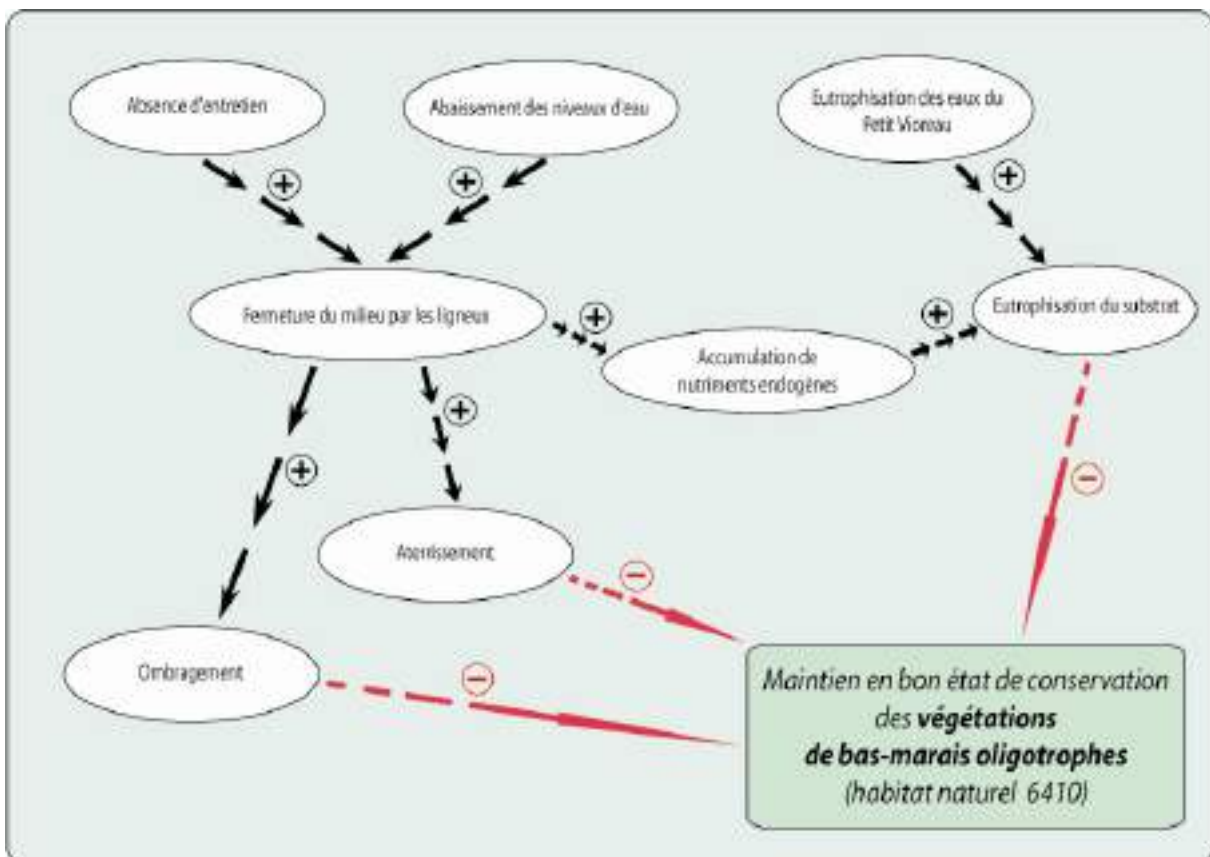 Absence d'entretien
Abaissement des niveaux d'eau
Eutrophisation des eaux du
Petit Vioreau
+
+
+
Fermeture du milieu par les ligneux
+
+
Eutrophisation du substrat
Accumulation de
nutriments endogènes
+
+
−
Aterrissement
−
Ombragement
−
Maintien en bon état de conservation
des végétations
de bas-marais oligotrophes
(habitat naturel 6410)